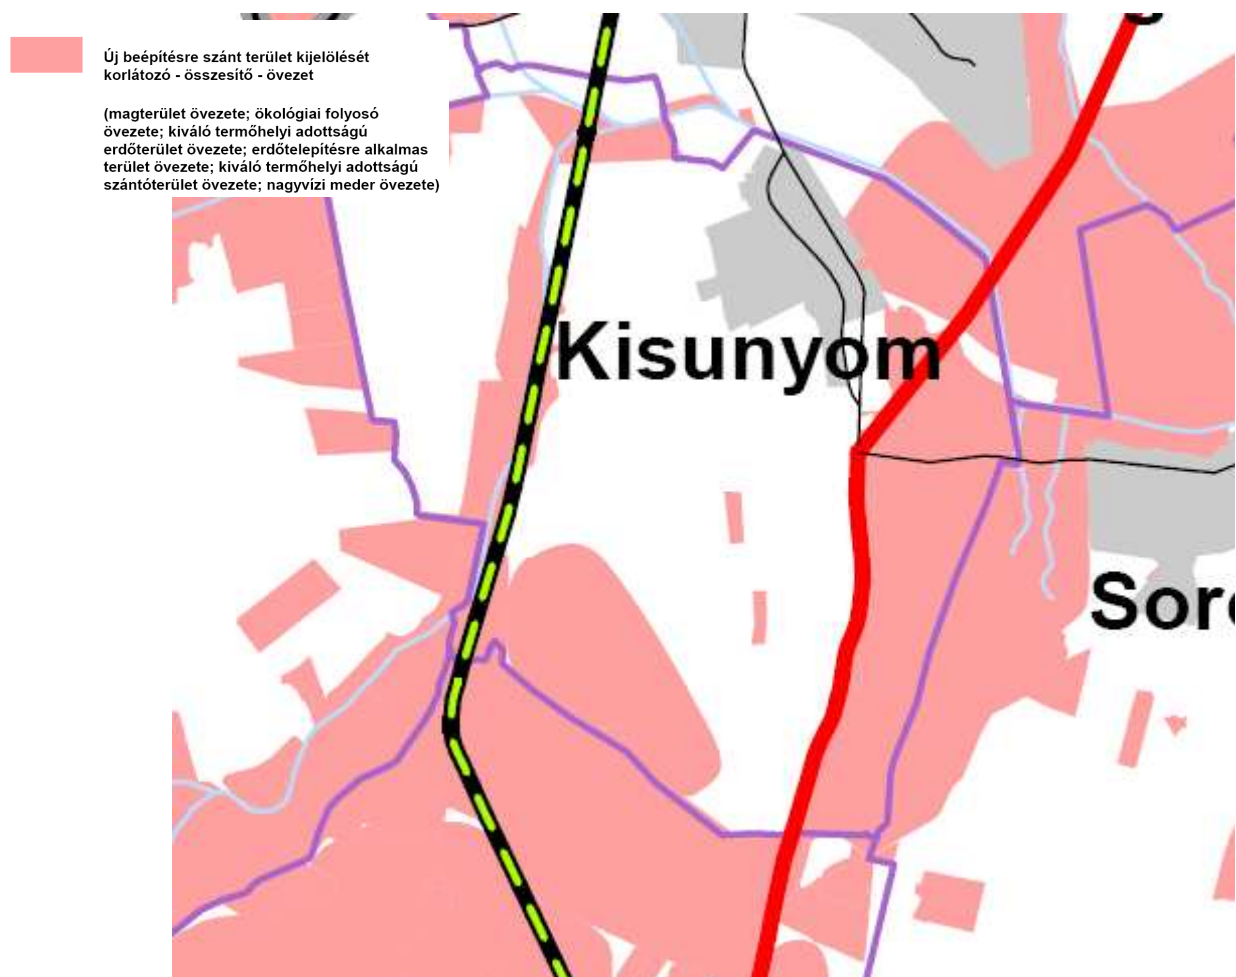 Új beépítésre szánt terület kijelölését
korlátozó - összesítő - övezet
(magterület övezete; ökológiai folyosó
övezete; kiváló termőhelyi adottságú
erdőterület övezete; erdőtelepítésre alkalmas
terület övezete; kiváló termőhelyi adottságú
szántóterület övezete; nagyvízi meder övezete)
Kisunyom